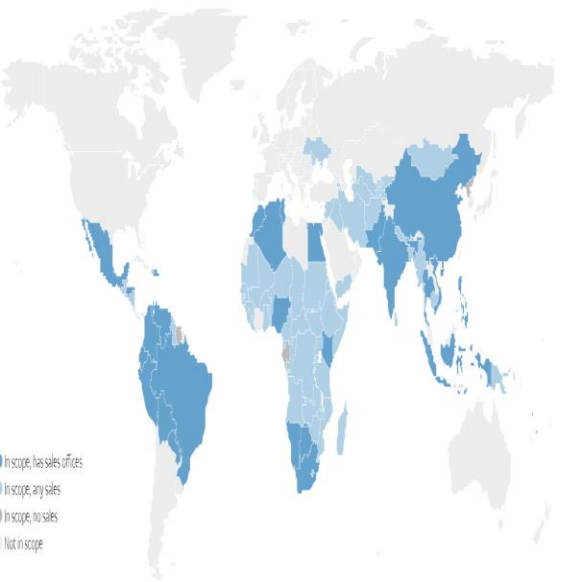 In scope, has sales offices
In scope, any sales
In scope, no sales
Not in scope